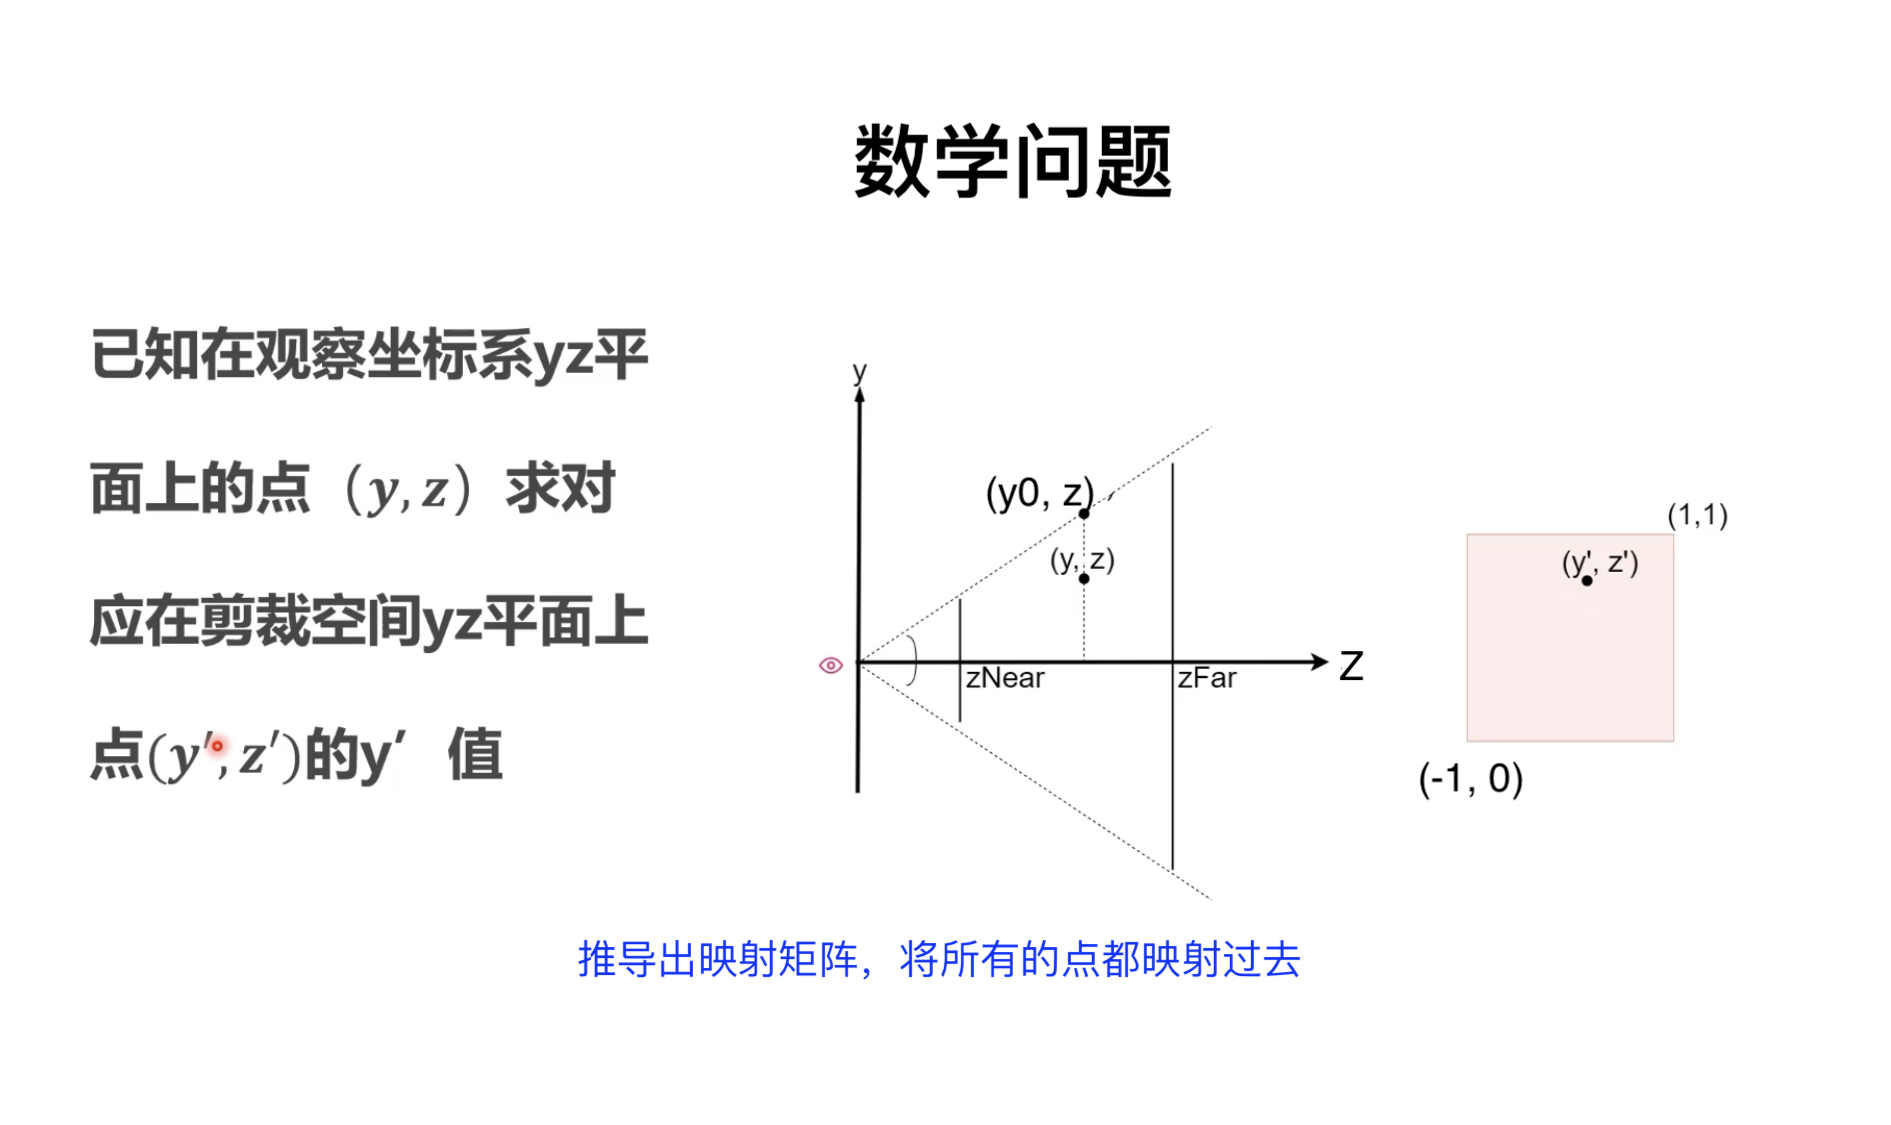 数学问题
已知在观察坐标系yz平
面上的点（y, z）求对
应在剪裁空间yz平面上
点(y′, z′)的y′ 值
y
(y0, z)
(y, z)
zNear
zFar
Z
(1,1)
(y', z')
(-1, 0)
推导出映射矩阵，将所有的点都映射过去